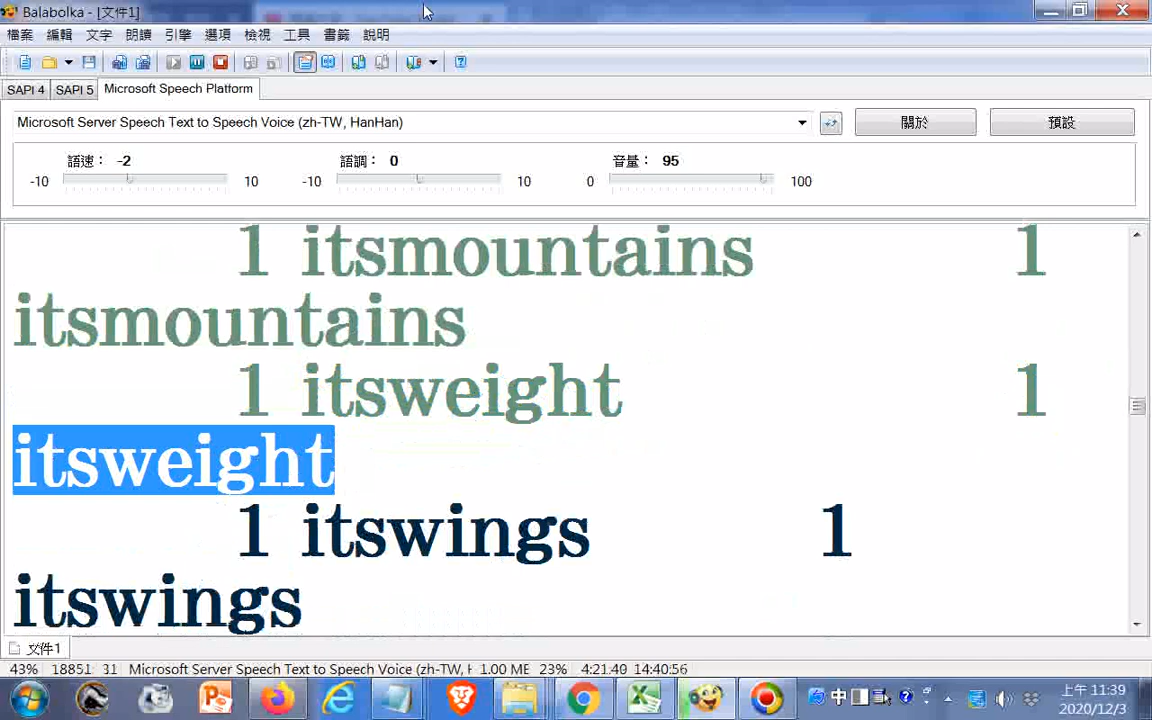 Balabolka - [文件1]
檔案 編輯 文字 朗讀 引擎 選項 檢視 工具 書籤 說明
SAPI 4 SAPI 5 Microsoft Speech Platform
Microsoft Server Speech Text to Speech Voice (zh-TW, HanHan) 關於 預設
語速： -2 語調： 0 音量： 95
-10 10 -10 10 0 100
1 itsmountains 1
itsmountains
1 itsweight 1
itsweight
1 itswings 1
itswings
文件1
43% 18851: 31 Microsoft Server Speech Text to Speech Voice (zh-TW, H 1.00 ME 23% 4:21:40 14:40:56
中 上午 11:39
2020/12/3